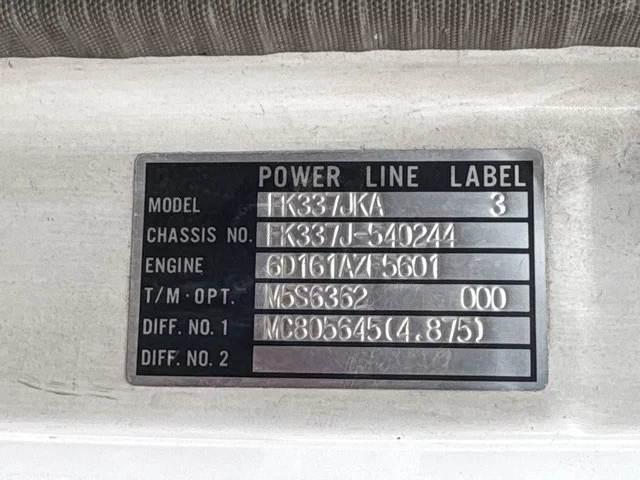 POWER LINE LABEL
MODEL FK337JKA 3
CHASSIS NO. FK337J-540244
ENGINE 6D161AZF5601
T/M·OPT. M5S6362 000
DIFF. NO. 1 MC805645(4.875)
DIFF. NO. 2